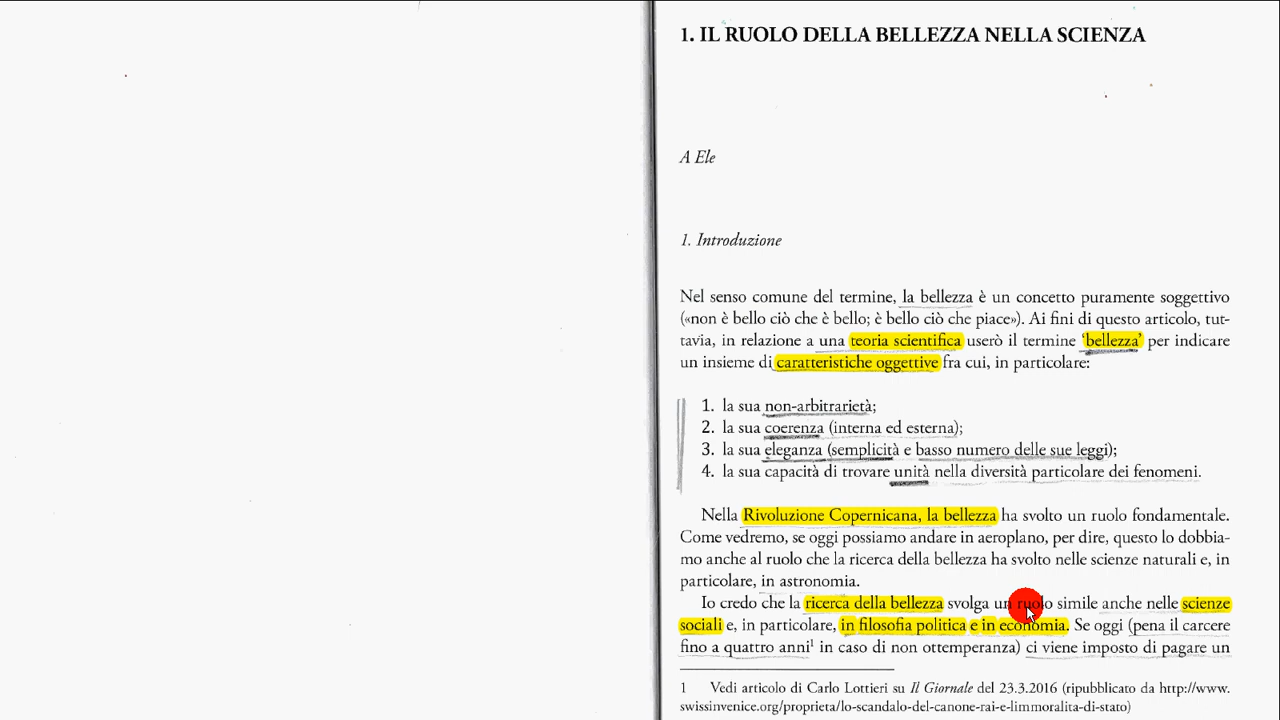 1. IL RUOLO DELLA BELLEZZA NELLA SCIENZA
A Ele
1. Introduzione
Nel senso comune del termine, la bellezza è un concetto puramente soggettivo
(«non è bello ciò che è bello; è bello ciò che piace»). Ai fini di questo articolo, tut-
tavia, in relazione a una teoria scientifica userò il termine ‘bellezza’ per indicare
un insieme di caratteristiche oggettive fra cui, in particolare:
1. la sua non-arbitrarietà;
2. la sua coerenza (interna ed esterna);
3. la sua eleganza (semplicità e basso numero delle sue leggi);
4. la sua capacità di trovare unità nella diversità particolare dei fenomeni.
Nella Rivoluzione Copernicana, la bellezza ha svolto un ruolo fondamentale.
Come vedremo, se oggi possiamo andare in aeroplano, per dire, questo lo dobbia-
mo anche al ruolo che la ricerca della bellezza ha svolto nelle scienze naturali e, in
particolare, in astronomia.
Io credo che la ricerca della bellezza svolga un ruolo simile anche nelle scienze
sociali e, in particolare, in filosofia politica e in economia. Se oggi (pena il carcere
fino a quattro anni¹ in caso di non ottemperanza) ci viene imposto di pagare un
1 Vedi articolo di Carlo Lottieri su Il Giornale del 23.3.2016 (ripubblicato da http://www.
swissinvenice.org/proprieta/lo-scandalo-del-canone-rai-e-limmoralita-di-stato)